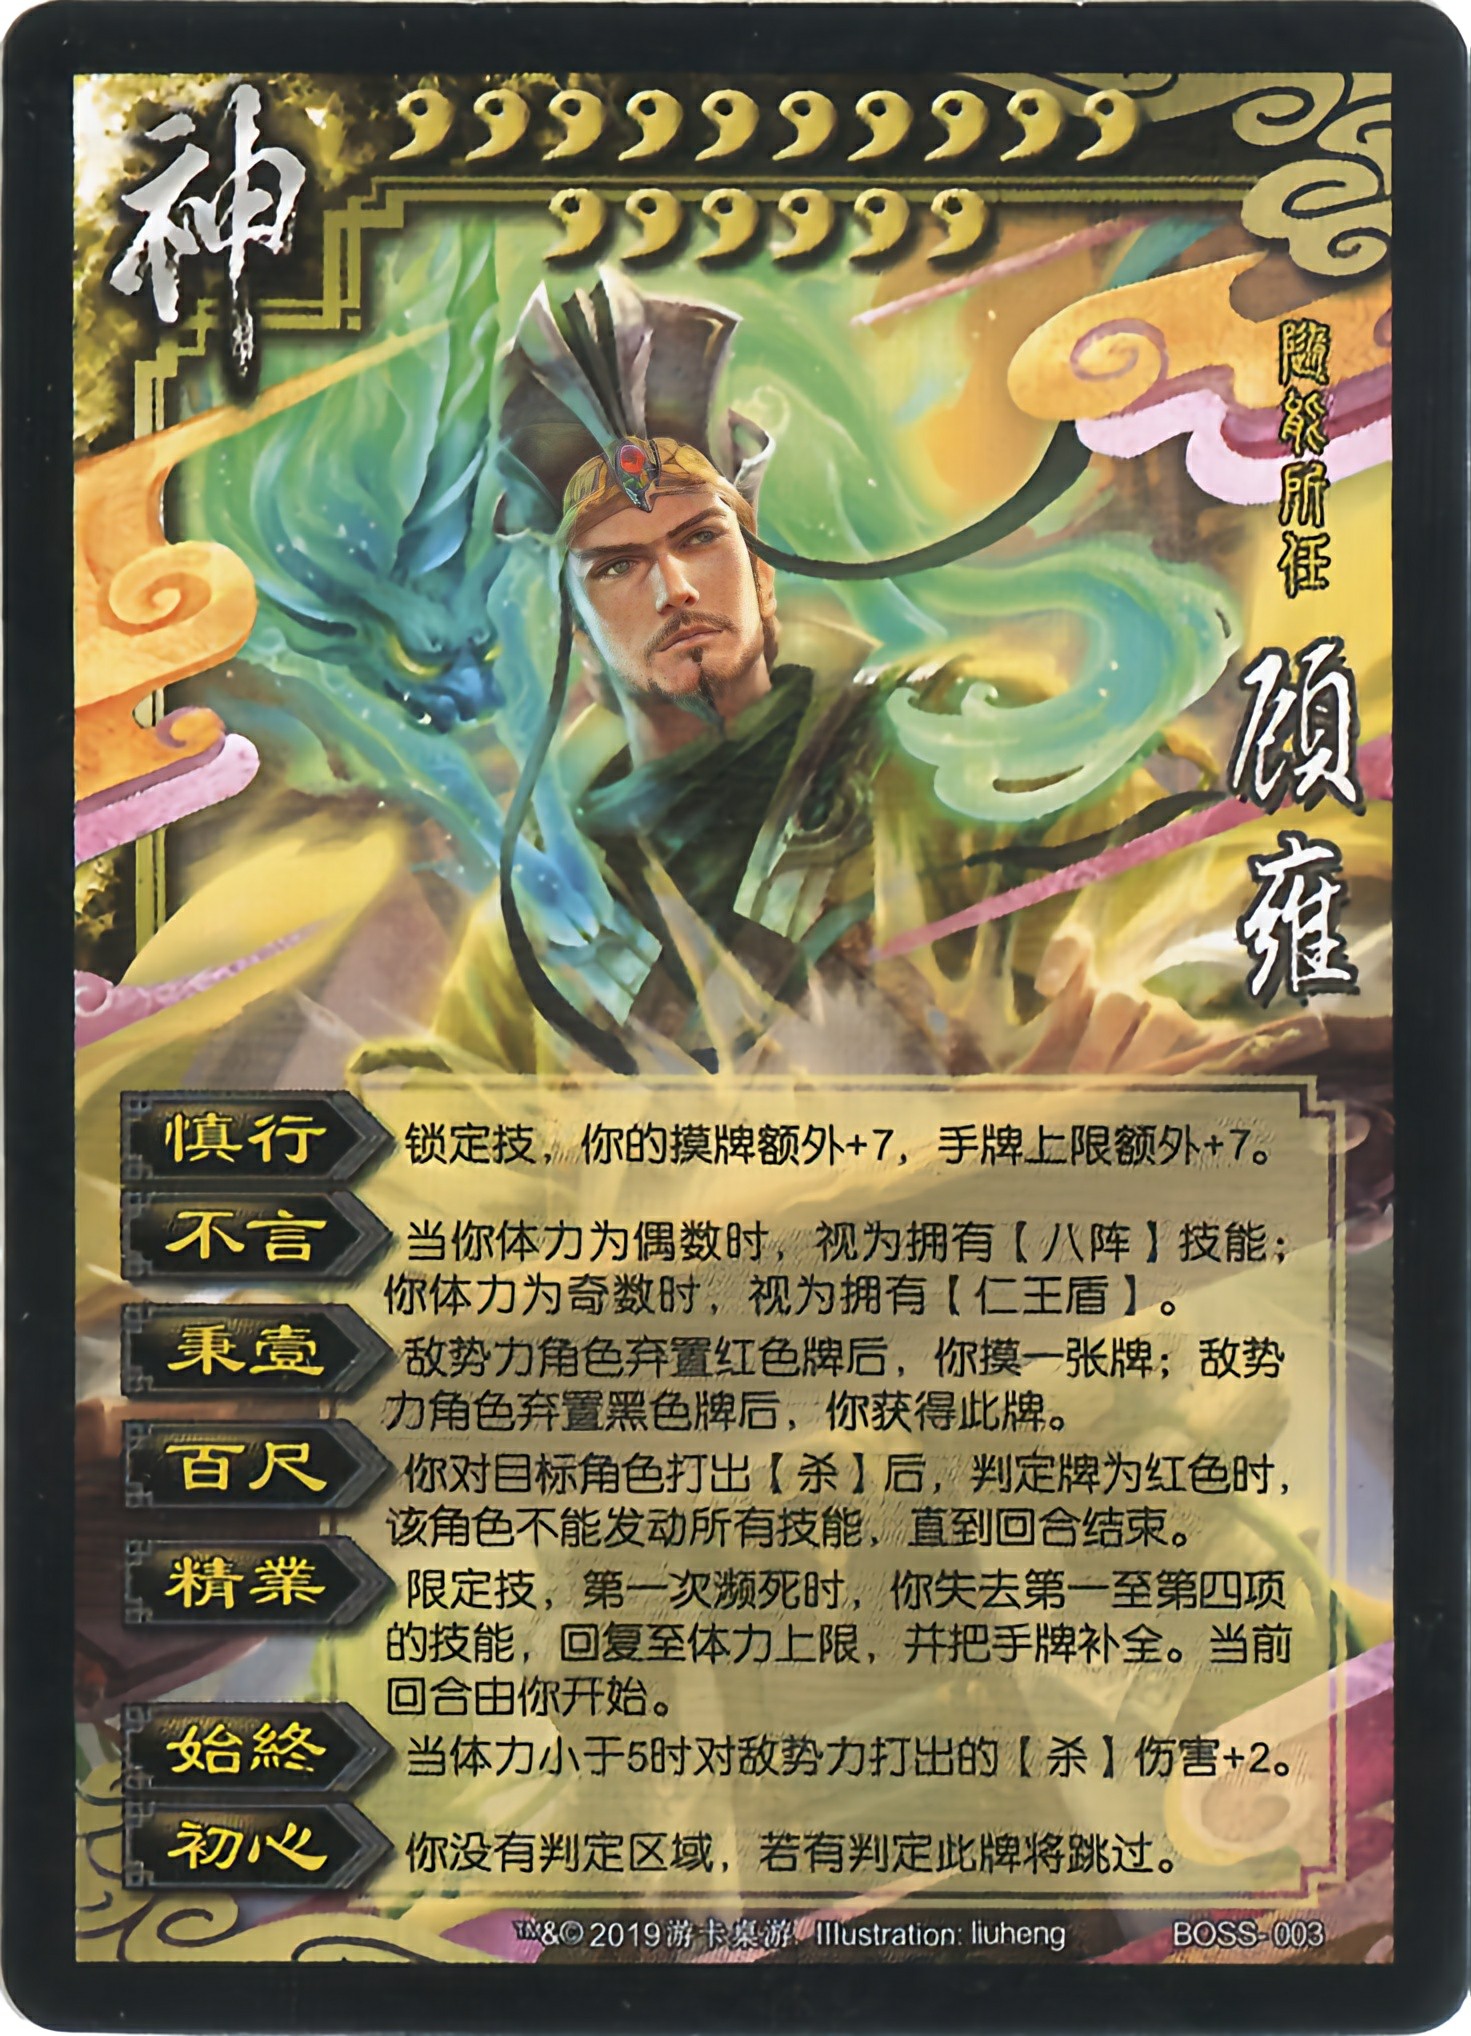 神
隨能所任
顧雍
慎行
锁定技，你的摸牌额外+7，手牌上限额外+7。
不言
当你体力为偶数时，视为拥有【八阵】技能；
你体力为奇数时，视为拥有【仁王盾】。
秉壹
敌势力角色弃置红色牌后，你摸一张牌；敌势
力角色弃置黑色牌后，你获得此牌。
百尺
你对目标角色打出【杀】后，判定牌为红色时，
该角色不能发动所有技能，直到回合结束。
精業
限定技，第一次濒死时，你失去第一至第四项
的技能，回复至体力上限，并把手牌补全。当前
回合由你开始。
始終
当体力小于5时对敌势力打出的【杀】伤害+2。
初心
你没有判定区域，若有判定此牌将跳过。
™&© 2019游卡桌游. Illustration: liuheng
BOSS-003